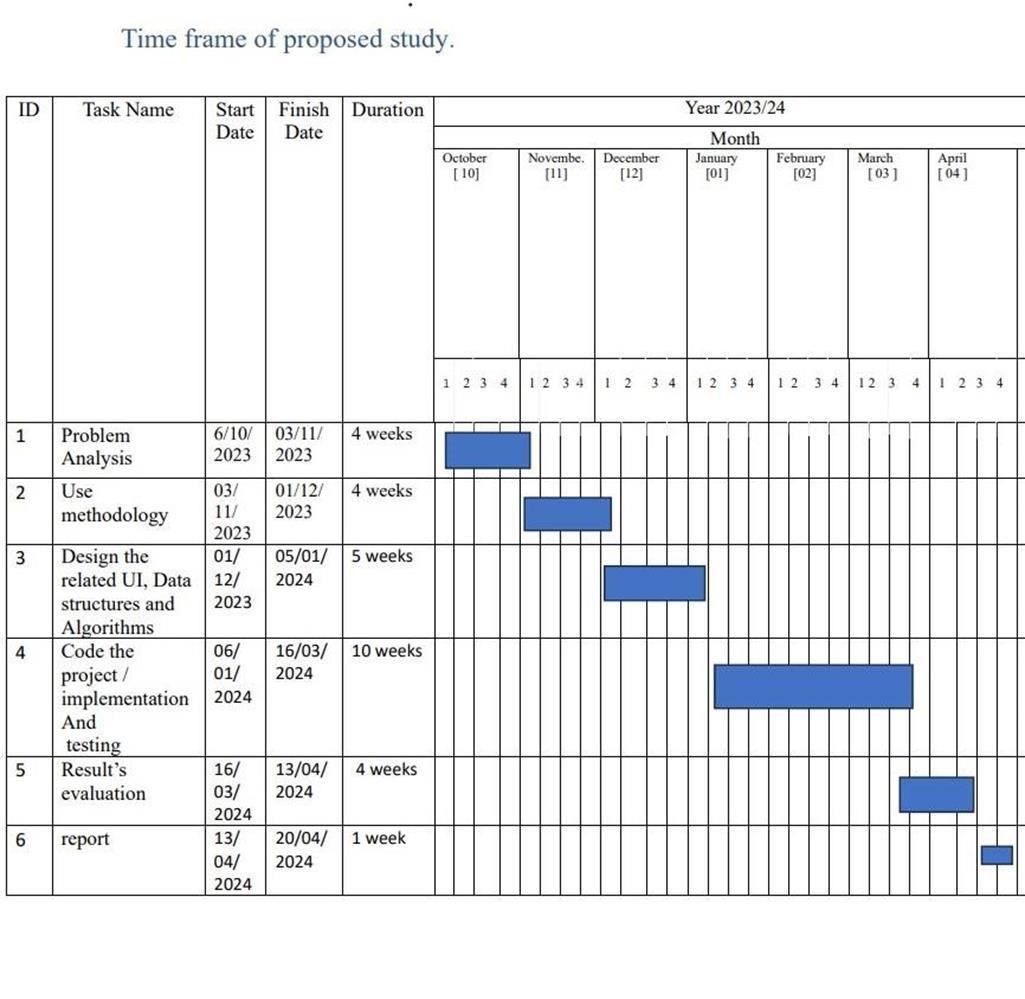 Time frame of proposed study.
ID Task Name Start Finish Duration Year 2023/24
Date Date
Month
October Novembe. December January February March April
[ 10] [11] [12] [01] [02] [ 03 ] [ 04 ]
1 2 3 4 1 2 3 4 1 2 3 4 1 2 3 4 1 2 3 4 1 2 3 4 1 2 3 4
1 Problem 6/10/ 03/11/ 4 weeks
Analysis 2023 2023
2 Use 03/ 01/12/ 4 weeks
methodology 11/ 2023
2023
3 Design the 01/ 05/01/ 5 weeks
related UI, Data 12/ 2024
structures and 2023
Algorithms
4 Code the 06/ 16/03/ 10 weeks
project / 01/ 2024
implementation 2024
And
testing
5 Result's 16/ 13/04/ 4 weeks
evaluation 03/ 2024
2024
6 report 13/ 20/04/ 1 week
04/ 2024
2024